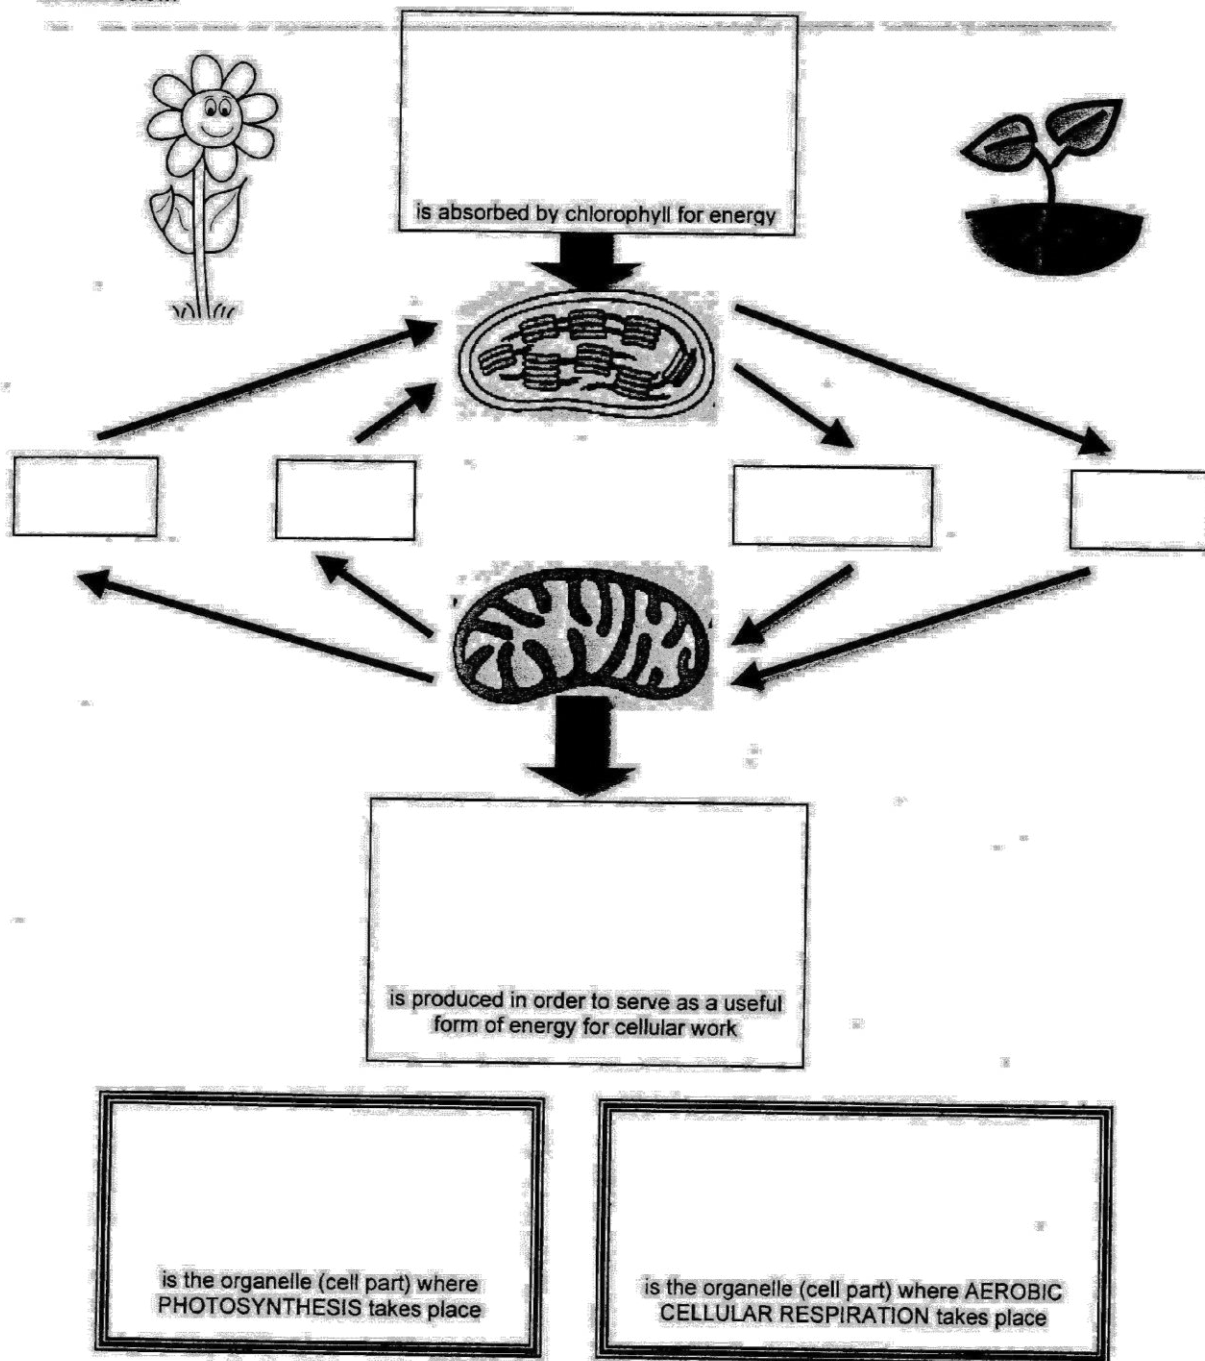 is absorbed by chlorophyll for energy
is produced in order to serve as a useful
form of energy for cellular work
is the organelle (cell part) where
PHOTOSYNTHESIS takes place
is the organelle (cell part) where AEROBIC
CELLULAR RESPIRATION takes place